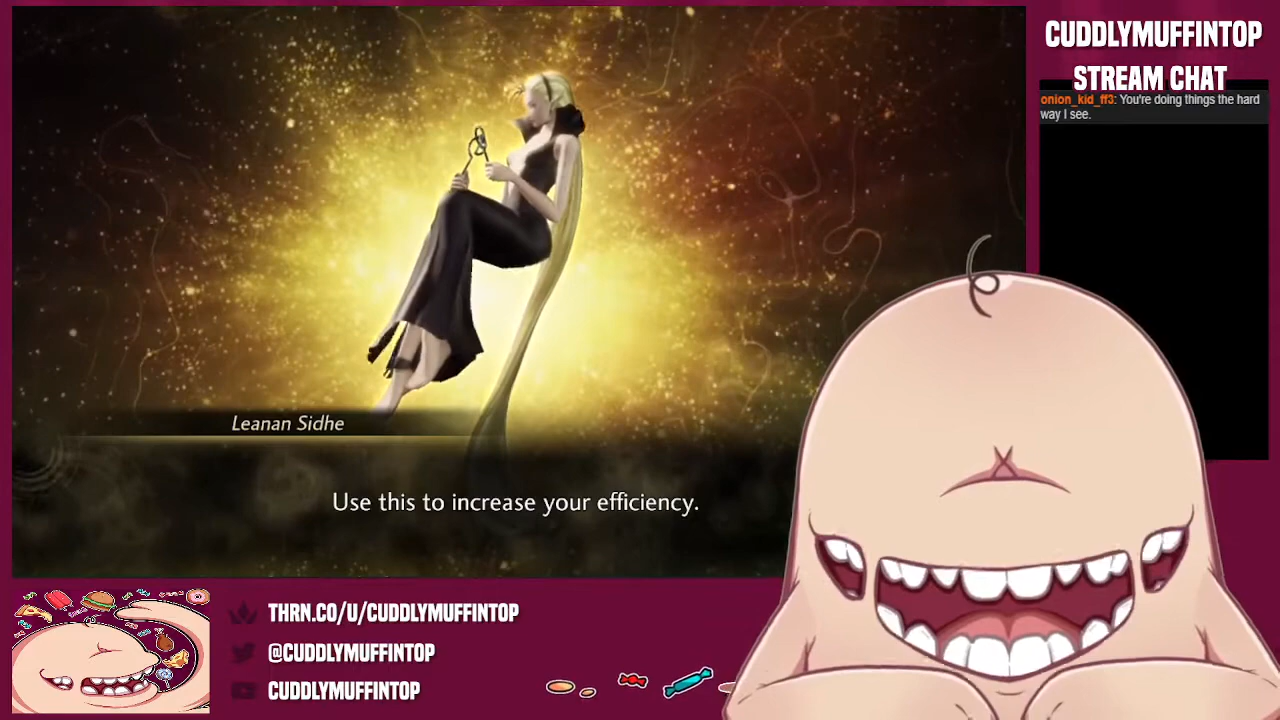 CUDDLYMUFFINTOP
STREAM CHAT
onion_kid_ff3: You're doing things the hard
way I see.
Leanan Sidhe
Use this to increase your efficiency.
THRN.CO/U/CUDDLYMUFFINTOP
@CUDDLYMUFFINTOP
CUDDLYMUFFINTOP